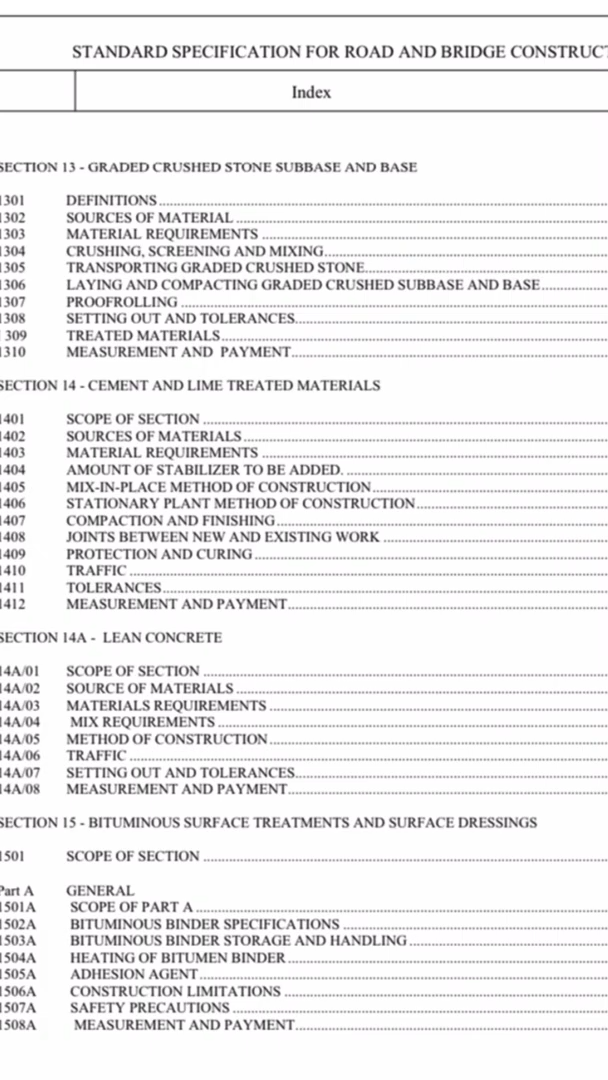 STANDARD SPECIFICATION FOR ROAD AND BRIDGE CONSTRUCT
Index
SECTION 13 - GRADED CRUSHED STONE SUBBASE AND BASE
1301 DEFINITIONS
1302 SOURCES OF MATERIAL
1303 MATERIAL REQUIREMENTS
1304 CRUSHING, SCREENING AND MIXING
1305 TRANSPORTING GRADED CRUSHED STONE
1306 LAYING AND COMPACTING GRADED CRUSHED SUBBASE AND BASE
1307 PROOFROLLING
1308 SETTING OUT AND TOLERANCES
1309 TREATED MATERIALS
1310 MEASUREMENT AND PAYMENT
SECTION 14 - CEMENT AND LIME TREATED MATERIALS
1401 SCOPE OF SECTION
1402 SOURCES OF MATERIALS
1403 MATERIAL REQUIREMENTS
1404 AMOUNT OF STABILIZER TO BE ADDED.
1405 MIX-IN-PLACE METHOD OF CONSTRUCTION
1406 STATIONARY PLANT METHOD OF CONSTRUCTION
1407 COMPACTION AND FINISHING
1408 JOINTS BETWEEN NEW AND EXISTING WORK
1409 PROTECTION AND CURING
1410 TRAFFIC
1411 TOLERANCES
1412 MEASUREMENT AND PAYMENT
SECTION 14A - LEAN CONCRETE
14A/01 SCOPE OF SECTION
14A/02 SOURCE OF MATERIALS
14A/03 MATERIALS REQUIREMENTS
14A/04 MIX REQUIREMENTS
14A/05 METHOD OF CONSTRUCTION
14A/06 TRAFFIC
14A/07 SETTING OUT AND TOLERANCES
14A/08 MEASUREMENT AND PAYMENT
SECTION 15 - BITUMINOUS SURFACE TREATMENTS AND SURFACE DRESSINGS
1501 SCOPE OF SECTION
Part A GENERAL
1501A SCOPE OF PART A
1502A BITUMINOUS BINDER SPECIFICATIONS
1503A BITUMINOUS BINDER STORAGE AND HANDLING
1504A HEATING OF BITUMEN BINDER
1505A ADHESION AGENT
1506A CONSTRUCTION LIMITATIONS
1507A SAFETY PRECAUTIONS
1508A MEASUREMENT AND PAYMENT